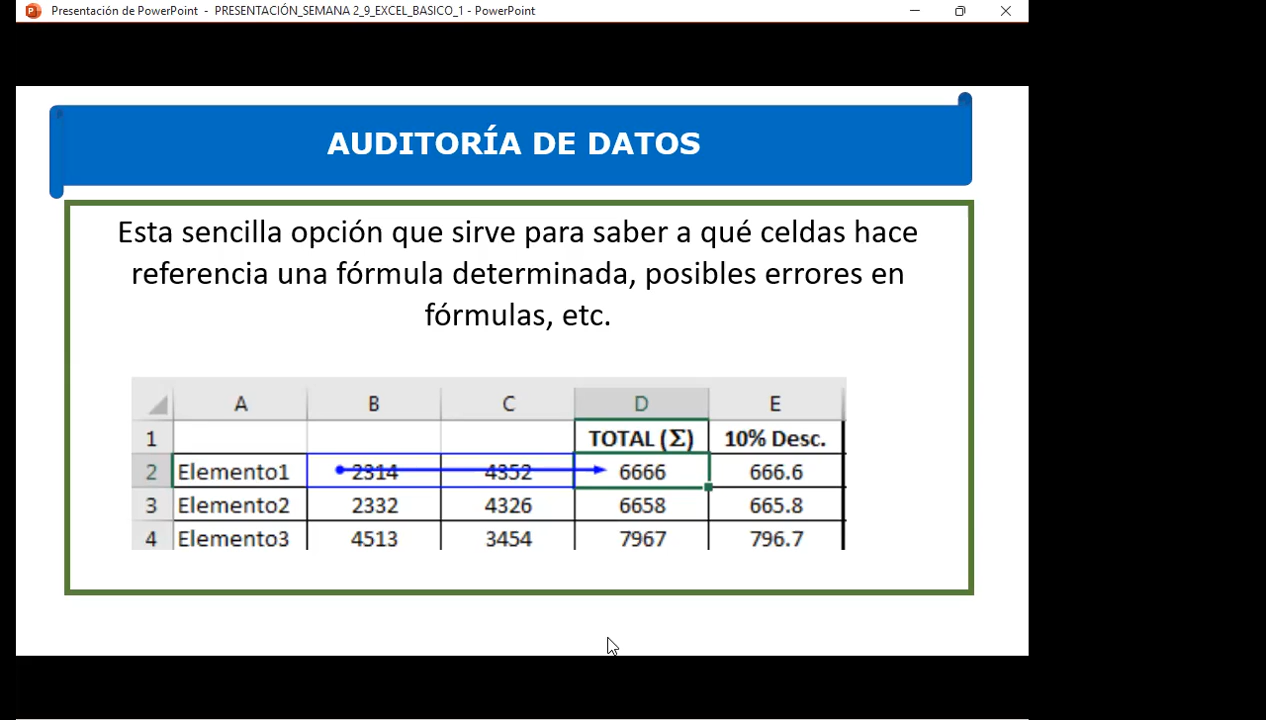 Presentación de PowerPoint - PRESENTACIÓN_SEMANA 2_9_EXCEL_BASICO_1 - PowerPoint
AUDITORÍA DE DATOS
Esta sencilla opción que sirve para saber a qué celdas hace
referencia una fórmula determinada, posibles errores en
fórmulas, etc.
A B C D E
1 TOTAL (Σ) 10% Desc.
2 Elemento1 2314 4352 6666 666.6
3 Elemento2 2332 4326 6658 665.8
4 Elemento3 4513 3454 7967 796.7